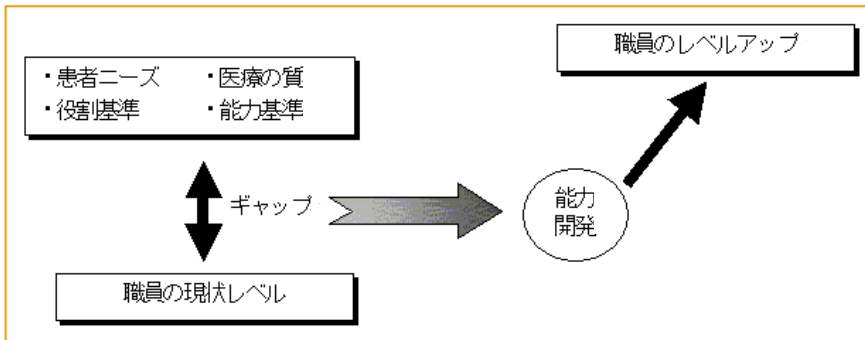 職員のレベルアップ
・患者ニーズ ・医療の質
・役割基準 ・能力基準
ギャップ
能力
開発
職員の現状レベル